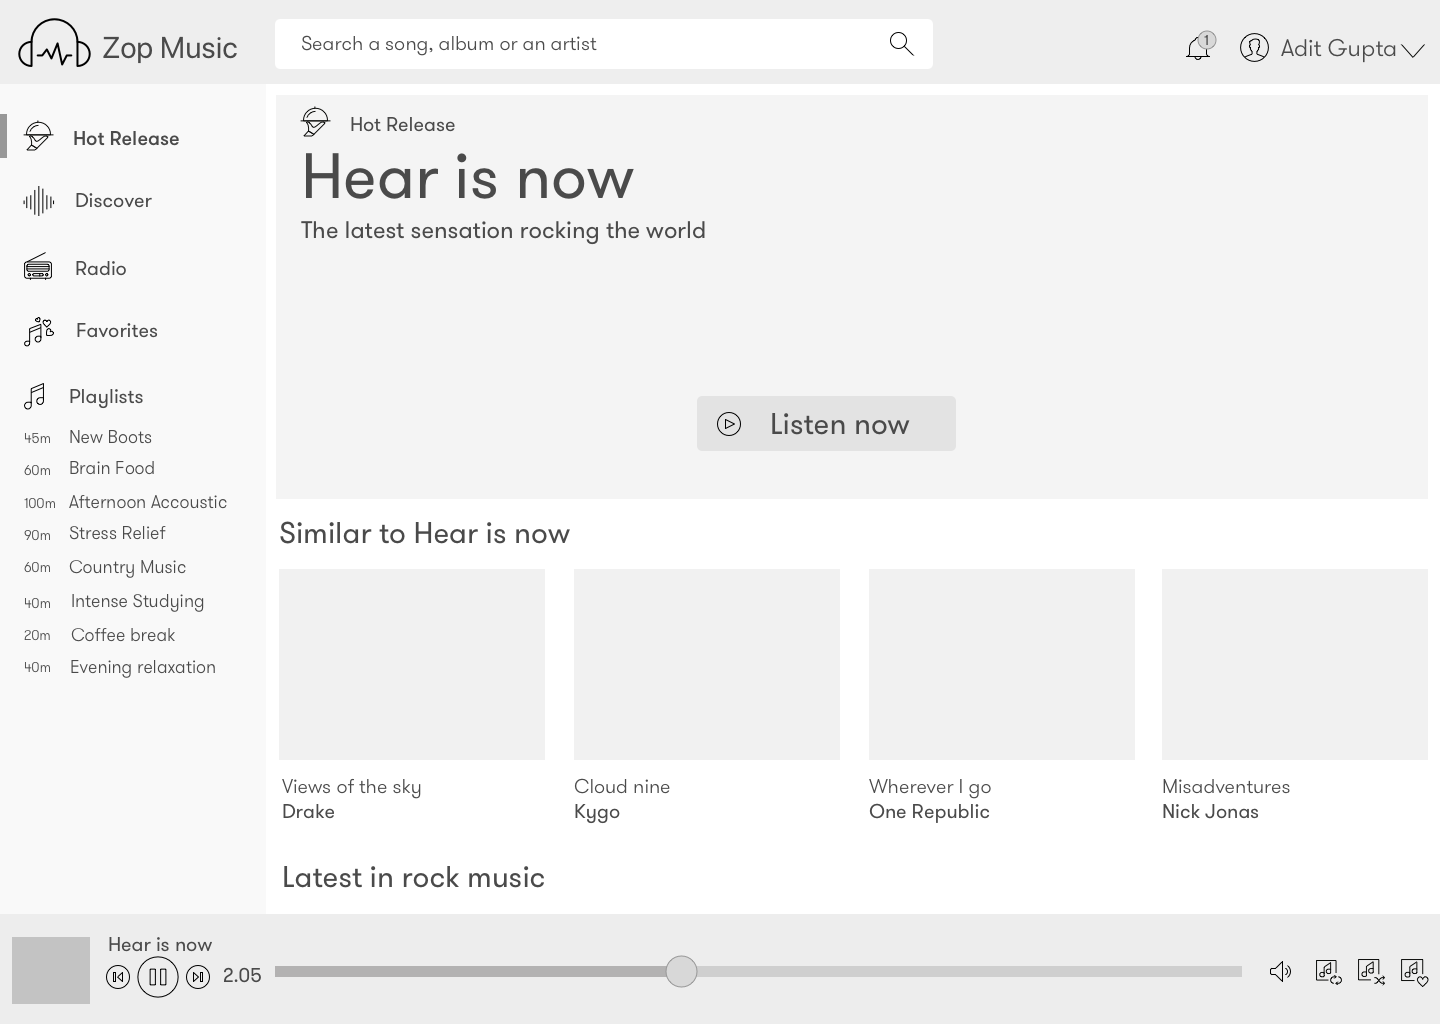 Zop Music
Search a song, album or an artist
1
Adit Gupta
Hot Release
Discover
Radio
Favorites
Playlists
45m New Boots
60m Brain Food
100m Afternoon Accoustic
90m Stress Relief
60m Country Music
40m Intense Studying
20m Coffee break
40m Evening relaxation
Hot Release
Hear is now
The latest sensation rocking the world
Listen now
Similar to Hear is now
Views of the sky
Drake
Cloud nine
Kygo
Wherever I go
One Republic
Misadventures
Nick Jonas
Latest in rock music
Hear is now
2.05